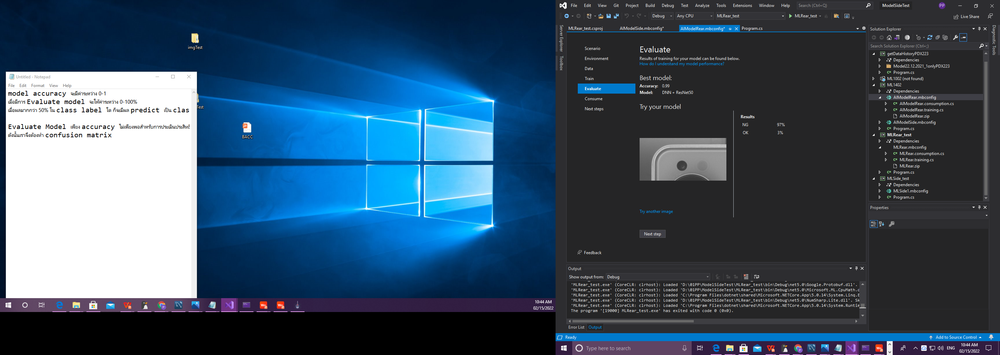 imgTest
Untitled - Notepad
File Edit Format View Help
model accuracy จะมีค่าระหว่าง 0-1
เมื่อมีการ Evaluate model จะให้ค่าระหว่าง 0-100%
เมื่อผลมากกว่า 50% ใน class label ใด ก็จะมีผล predict เป็น clas
Evaluate Model เพียง accuracy ไม่เพียงพอสำหรับการประเมินประสิทธิ
ดังนั้นเราจึงต้องทำ confusion matrix
Test
BACC
10:44 AM
02/15/2022
File Edit View Git Project Build Debug Test Analyze Tools Extensions Window Help Search (Ctrl+Q) ModelSideTest PP
Debug Any CPU MLRear_test MLRear_test Live Share
Server Explorer
Toolbox
MLRear_test.csproj AIModelSide.mbconfig* AIModelRear.mbconfig* Program.cs
Scenario
Environment
Data
Train
Evaluate
Consume
Next steps
Evaluate
Results of training for your model can be found below.
How do I understand my model performance?
Best model:
Accuracy: 0.99
Model: DNN + ResNet50
Try your model
Results
NG 97%
OK 3%
Try another image
Next step
Feedback
Output
Show output from: Debug
'MLRear_test.exe' (CoreCLR: clrhost): Loaded 'D:\01PP\ModelSideTest\MLRear_test\bin\Debug\net5.0\Google.Protobuf.dll'.
'MLRear_test.exe' (CoreCLR: clrhost): Loaded 'D:\01PP\ModelSideTest\MLRear_test\bin\Debug\net5.0\Microsoft.ML.CpuMath.d
'MLRear_test.exe' (CoreCLR: clrhost): Loaded 'C:\Program Files\dotnet\shared\Microsoft.NETCore.App\5.0.14\System.Linq.E
'MLRear_test.exe' (CoreCLR: clrhost): Loaded 'D:\01PP\ModelSideTest\MLRear_test\bin\Debug\net5.0\NumSharp.Lite.dll'. Sk
'MLRear_test.exe' (CoreCLR: clrhost): Loaded 'C:\Program Files\dotnet\shared\Microsoft.NETCore.App\5.0.14\System.Runtim
The program '[19000] MLRear_test.exe' has exited with code 0 (0x0).
Error List Output
Ready
Add to Source Control
Solution Explorer
Search Solution Explorer (Ctrl+;)
getDataHistoryPDX223
Dependencies
Model22.12.2021_1onlyPDX223
Program.cs
ML1002 (not found)
ML1402
Dependencies
AIModelRear.mbconfig
AIModelRear.consumption.cs
AIModelRear.training.cs
AIModelRear.zip
AIModelSide.mbconfig
Program.cs
MLRear_test
Dependencies
MLRear.mbconfig
MLRear.consumption.cs
MLRear.training.cs
MLRear.zip
Program.cs
MLSide_test
Dependencies
MLSide1.mbconfig
Program.cs
Properties
Diagnostic Tools
Type here to search
ENG
10:44 AM
02/15/2022